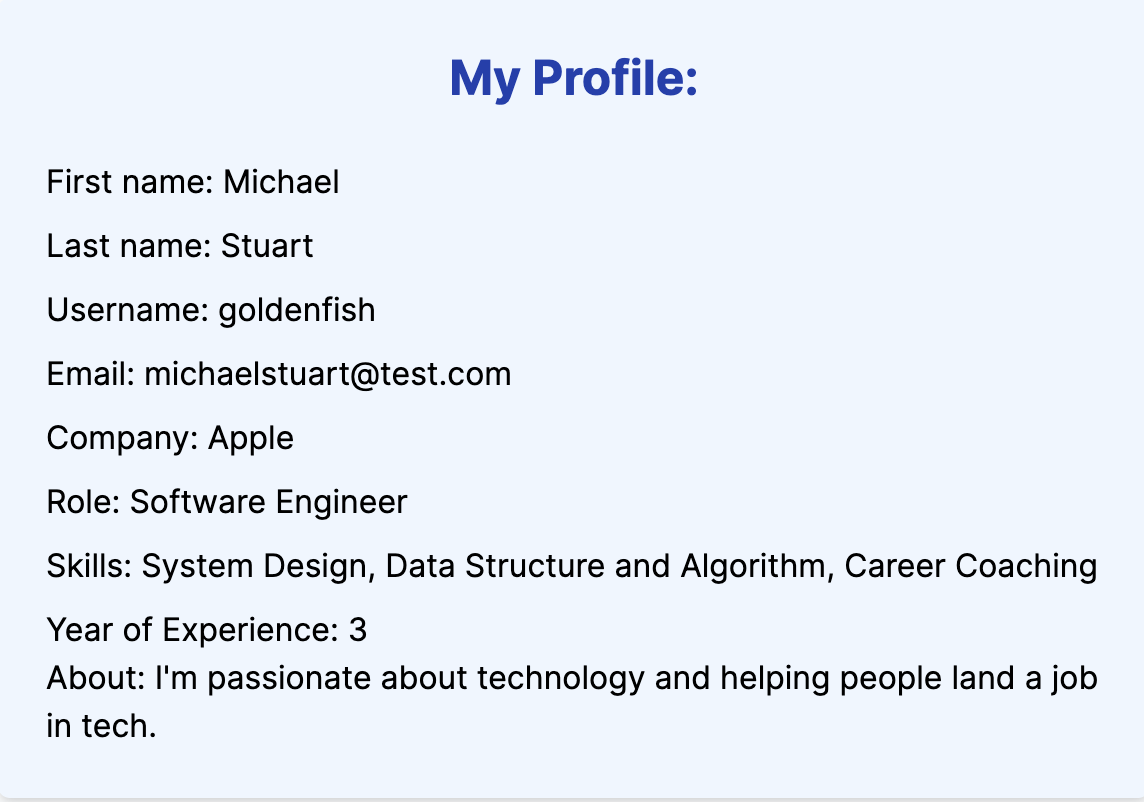 My Profile:
First name: Michael
Last name: Stuart
Username: goldenfish
Email: michaelstuart@test.com
Company: Apple
Role: Software Engineer
Skills: System Design, Data Structure and Algorithm, Career Coaching
Year of Experience: 3
About: I'm passionate about technology and helping people land a job
in tech.